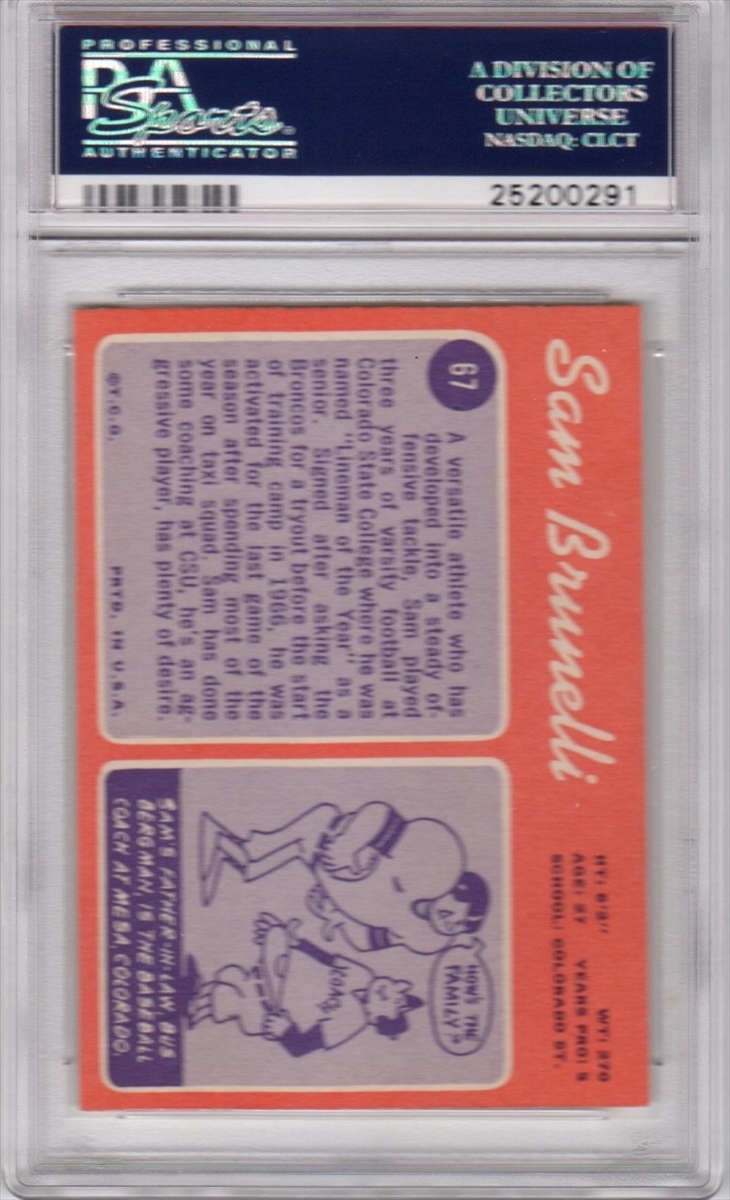 PROFESSIONAL
PSA
Sports
AUTHENTICATOR
A DIVISION OF
COLLECTORS
UNIVERSE
NASDAQ: CLCT
25200291
Sam Brunelli
HT: 6'2" WT: 270
AGE: 27 YEARS PRO: 5
SCHOOL: COLORADO ST.
67
A versatile athlete who has
developed into a steady of-
fensive tackle, Sam played
three years of varsity football at
Colorado State College where he was
named "Lineman of the Year" as a
senior. Signed after asking the
Broncos for a tryout before the start
of training camp in 1966, he was
activated for the last game of the
season after spending most of the
year on taxi squad. Sam has done
some coaching at CSU, he's an ag-
gressive player, has plenty of desire.
©T.C.G. PRTD. IN U.S.A.
HOW'S THE
FAMILY?
SAM'S FATHER-IN-LAW, BUS
BERGMAN, IS THE BASEBALL
COACH AT MESA, COLORADO.